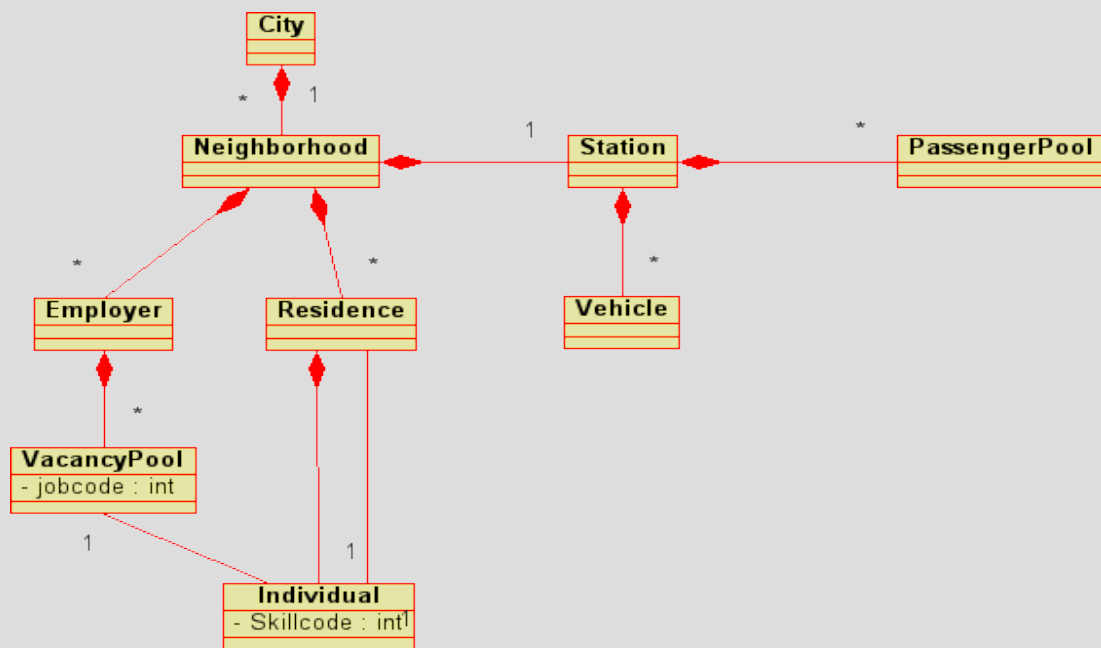 City
* 1
Neighborhood
1
Station
*
PassengerPool
*
*
*
Employer
Residence
Vehicle
*
VacancyPool
- jobcode : int
1
1
Individual
- Skillcode : int
1